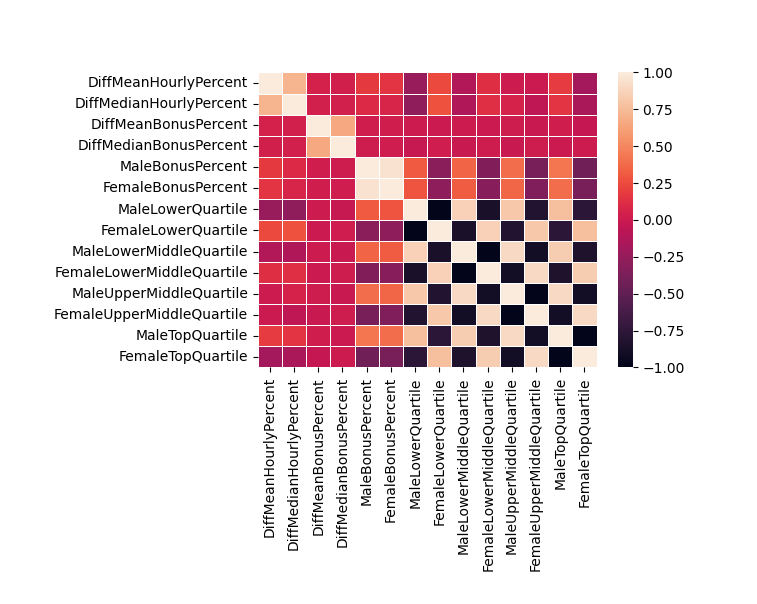 DiffMeanHourlyPercent
DiffMedianHourlyPercent
DiffMeanBonusPercent
DiffMedianBonusPercent
MaleBonusPercent
FemaleBonusPercent
MaleLowerQuartile
FemaleLowerQuartile
MaleLowerMiddleQuartile
FemaleLowerMiddleQuartile
MaleUpperMiddleQuartile
FemaleUpperMiddleQuartile
MaleTopQuartile
FemaleTopQuartile
1.00
0.75
0.50
0.25
0.00
−0.25
−0.50
−0.75
−1.00
DiffMeanHourlyPercent
DiffMedianHourlyPercent
DiffMeanBonusPercent
DiffMedianBonusPercent
MaleBonusPercent
FemaleBonusPercent
MaleLowerQuartile
FemaleLowerQuartile
MaleLowerMiddleQuartile
FemaleLowerMiddleQuartile
MaleUpperMiddleQuartile
FemaleUpperMiddleQuartile
MaleTopQuartile
FemaleTopQuartile